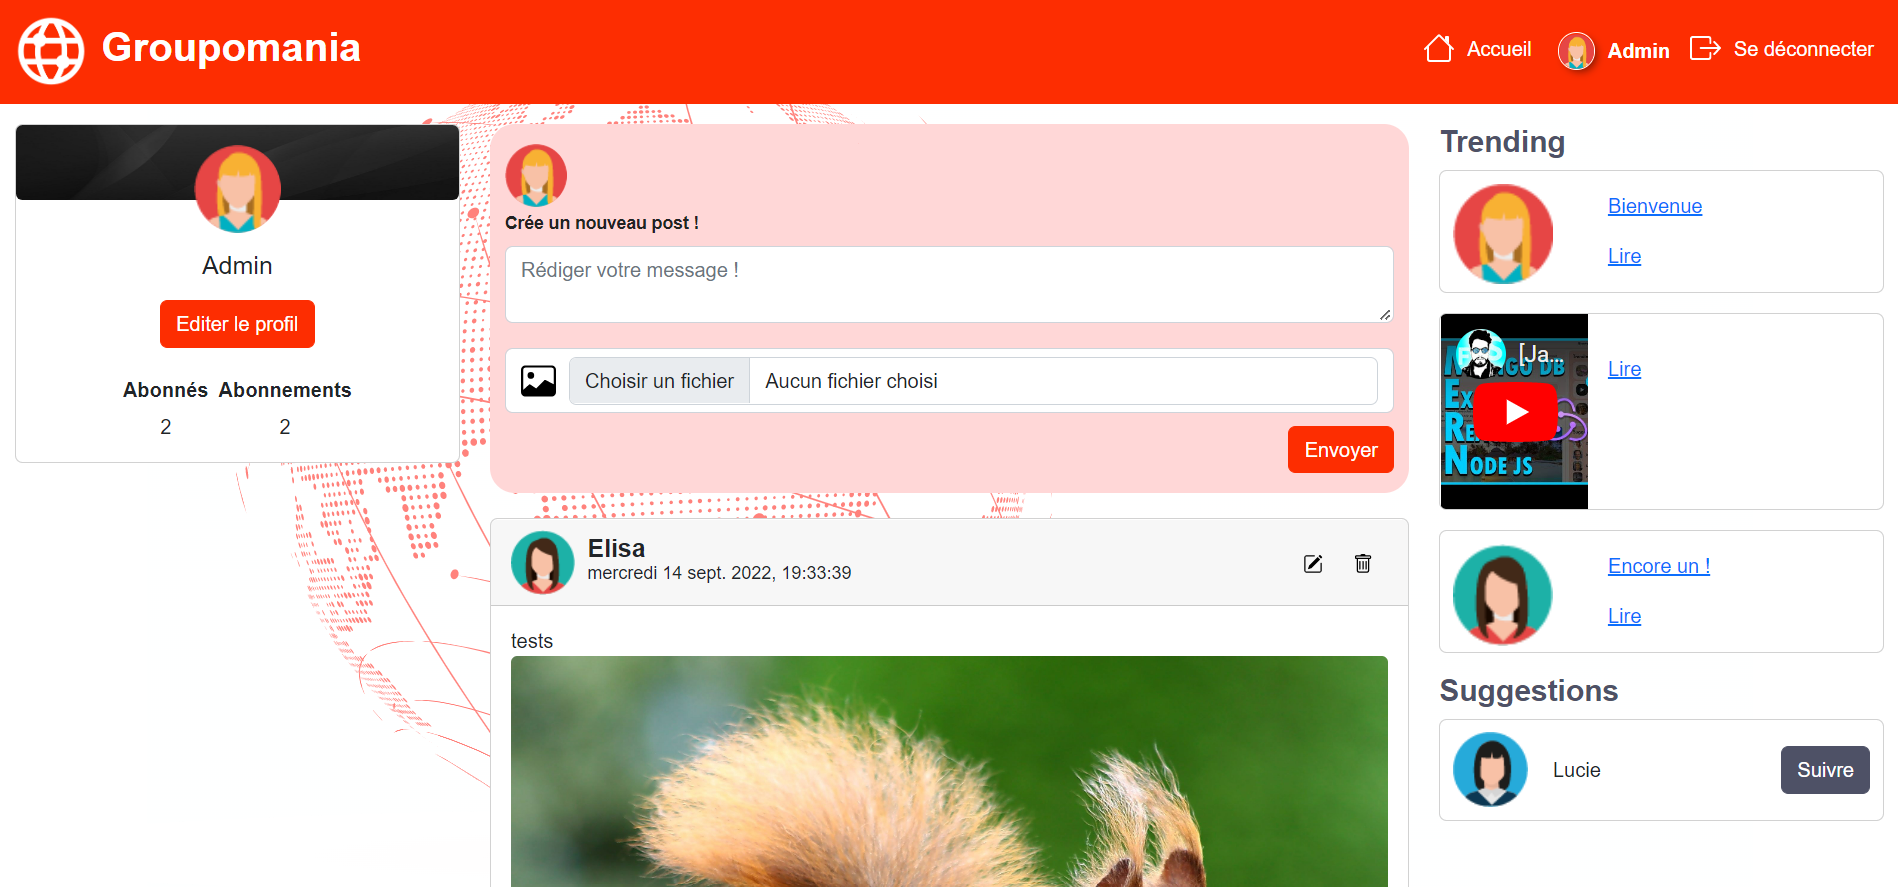 Groupomania
Accueil
Admin
Se déconnecter
Admin
Editer le profil
Abonnés Abonnements
2 2
Crée un nouveau post !
Rédiger votre message !
Choisir un fichier Aucun fichier choisi
Envoyer
Elisa
mercredi 14 sept. 2022, 19:33:39
tests
Trending
Bienvenue
Lire
[Ja...
Node js
Lire
Encore un !
Lire
Suggestions
Lucie
Suivre